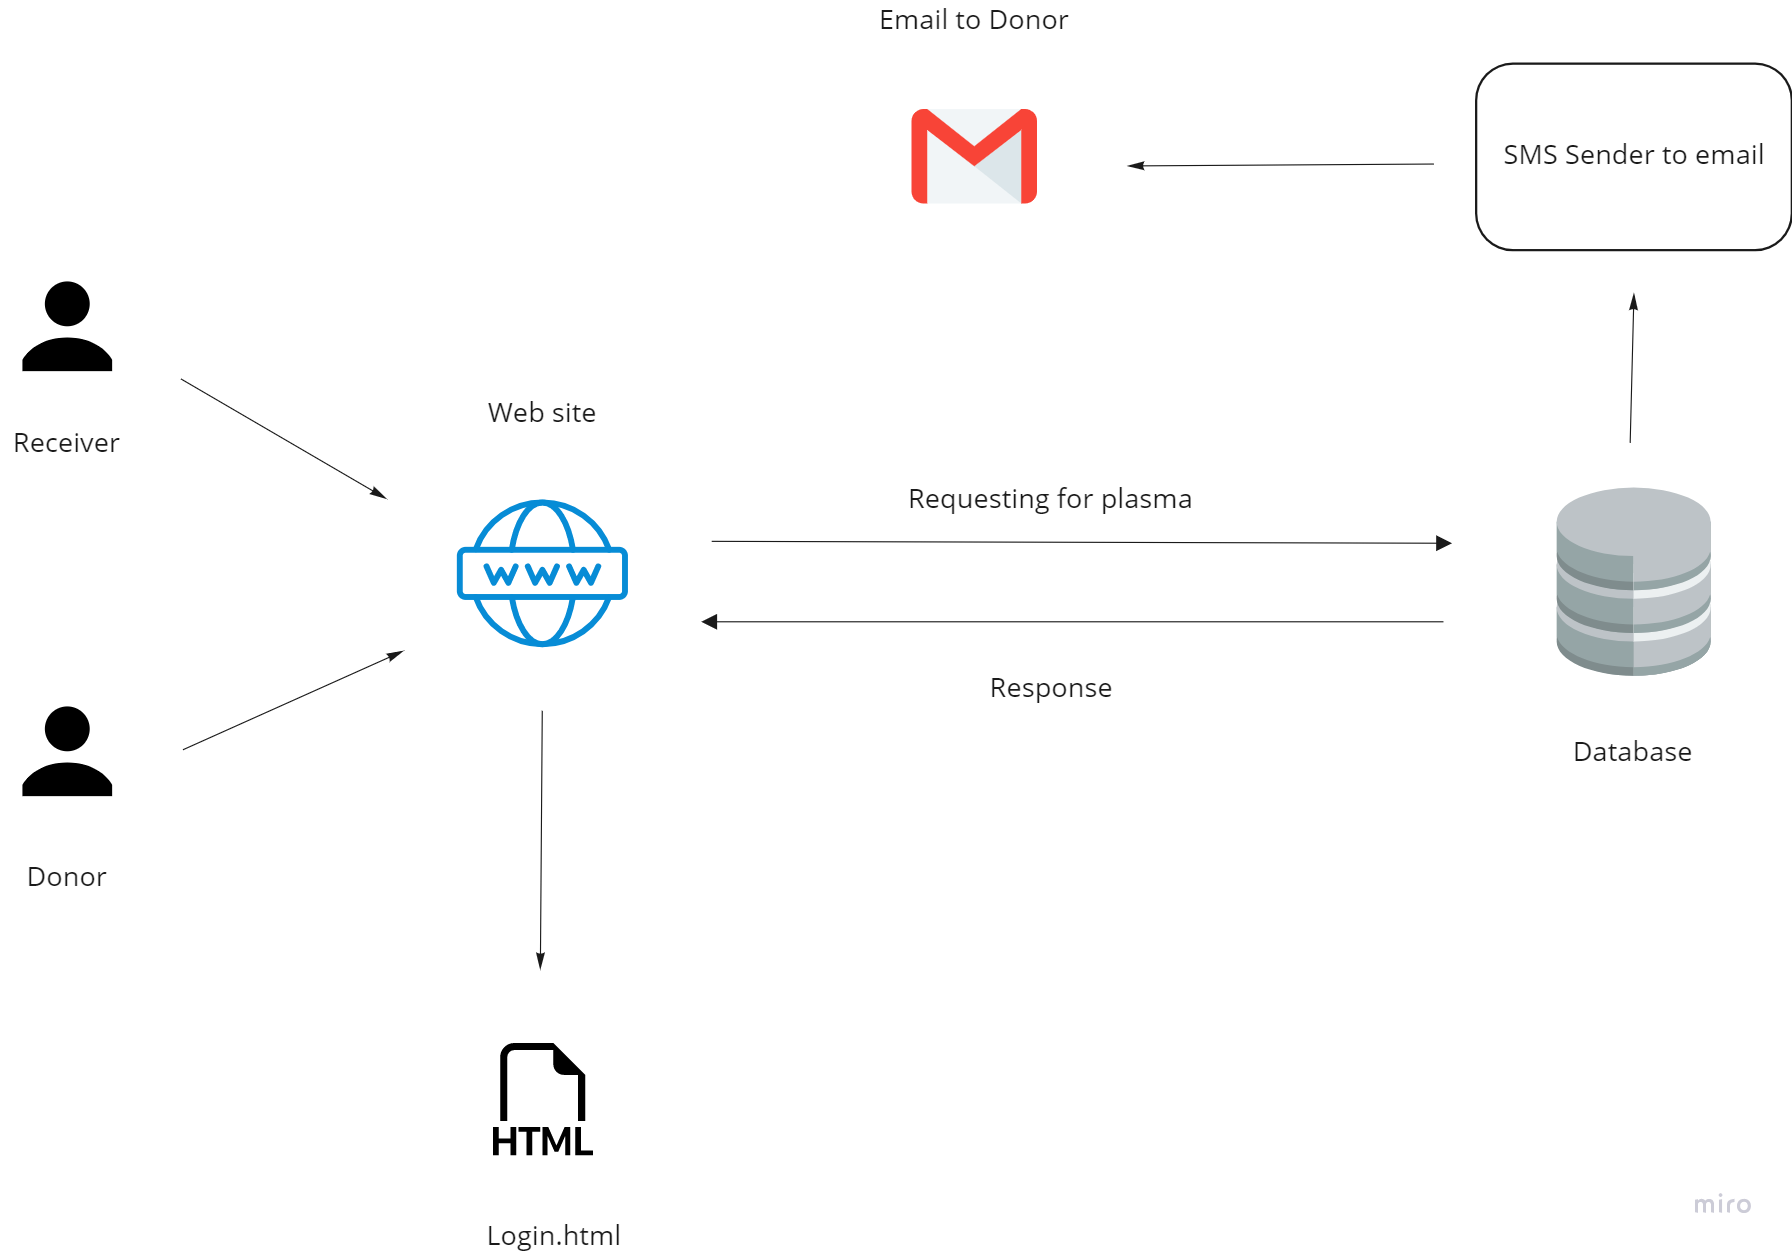 Email to Donor
SMS Sender to email
Receiver
Web site
Requesting for plasma
www
Response
Database
Donor
HTML
Login.html
miro